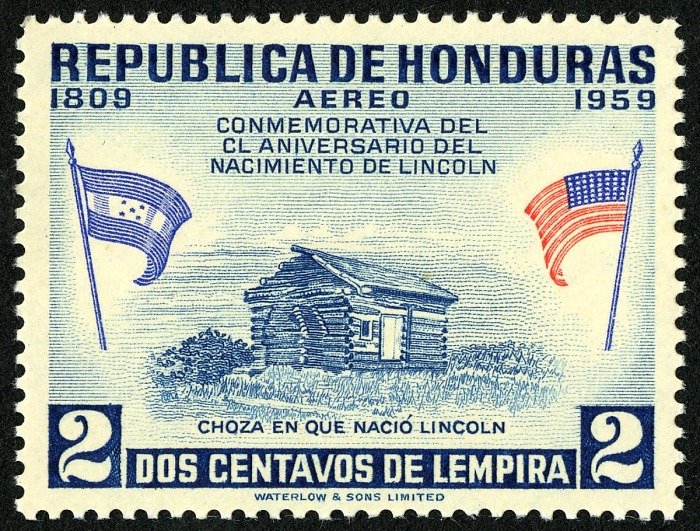 REPUBLICA DE HONDURAS
1809 AEREO 1959
CONMEMORATIVA DEL
CL ANIVERSARIO DEL
NACIMIENTO DE LINCOLN
CHOZA EN QUE NACIÓ LINCOLN
2 DOS CENTAVOS DE LEMPIRA 2
WATERLOW & SONS LIMITED